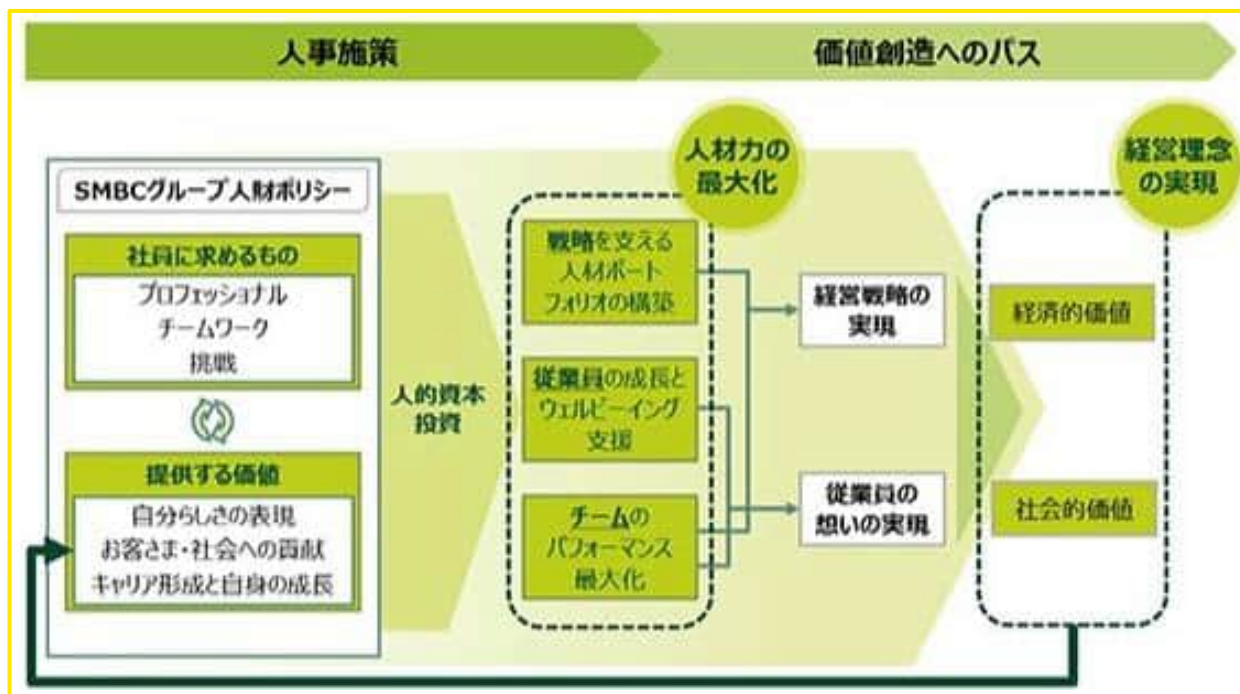 人事施策
価値創造へのパス
SMBCグループ人財ポリシー
社員に求めるもの
プロフェッショナル
チームワーク
挑戦
提供する価値
自分らしさの表現
お客さま・社会への貢献
キャリア形成と自身の成長
人的資本
投資
人材力の
最大化
戦略を支える
人材ポート
フォリオの構築
従業員の成長と
ウェルビーイング
支援
チームの
パフォーマンス
最大化
経営戦略の
実現
従業員の
想いの実現
経営理念
の実現
経済的価値
社会的価値